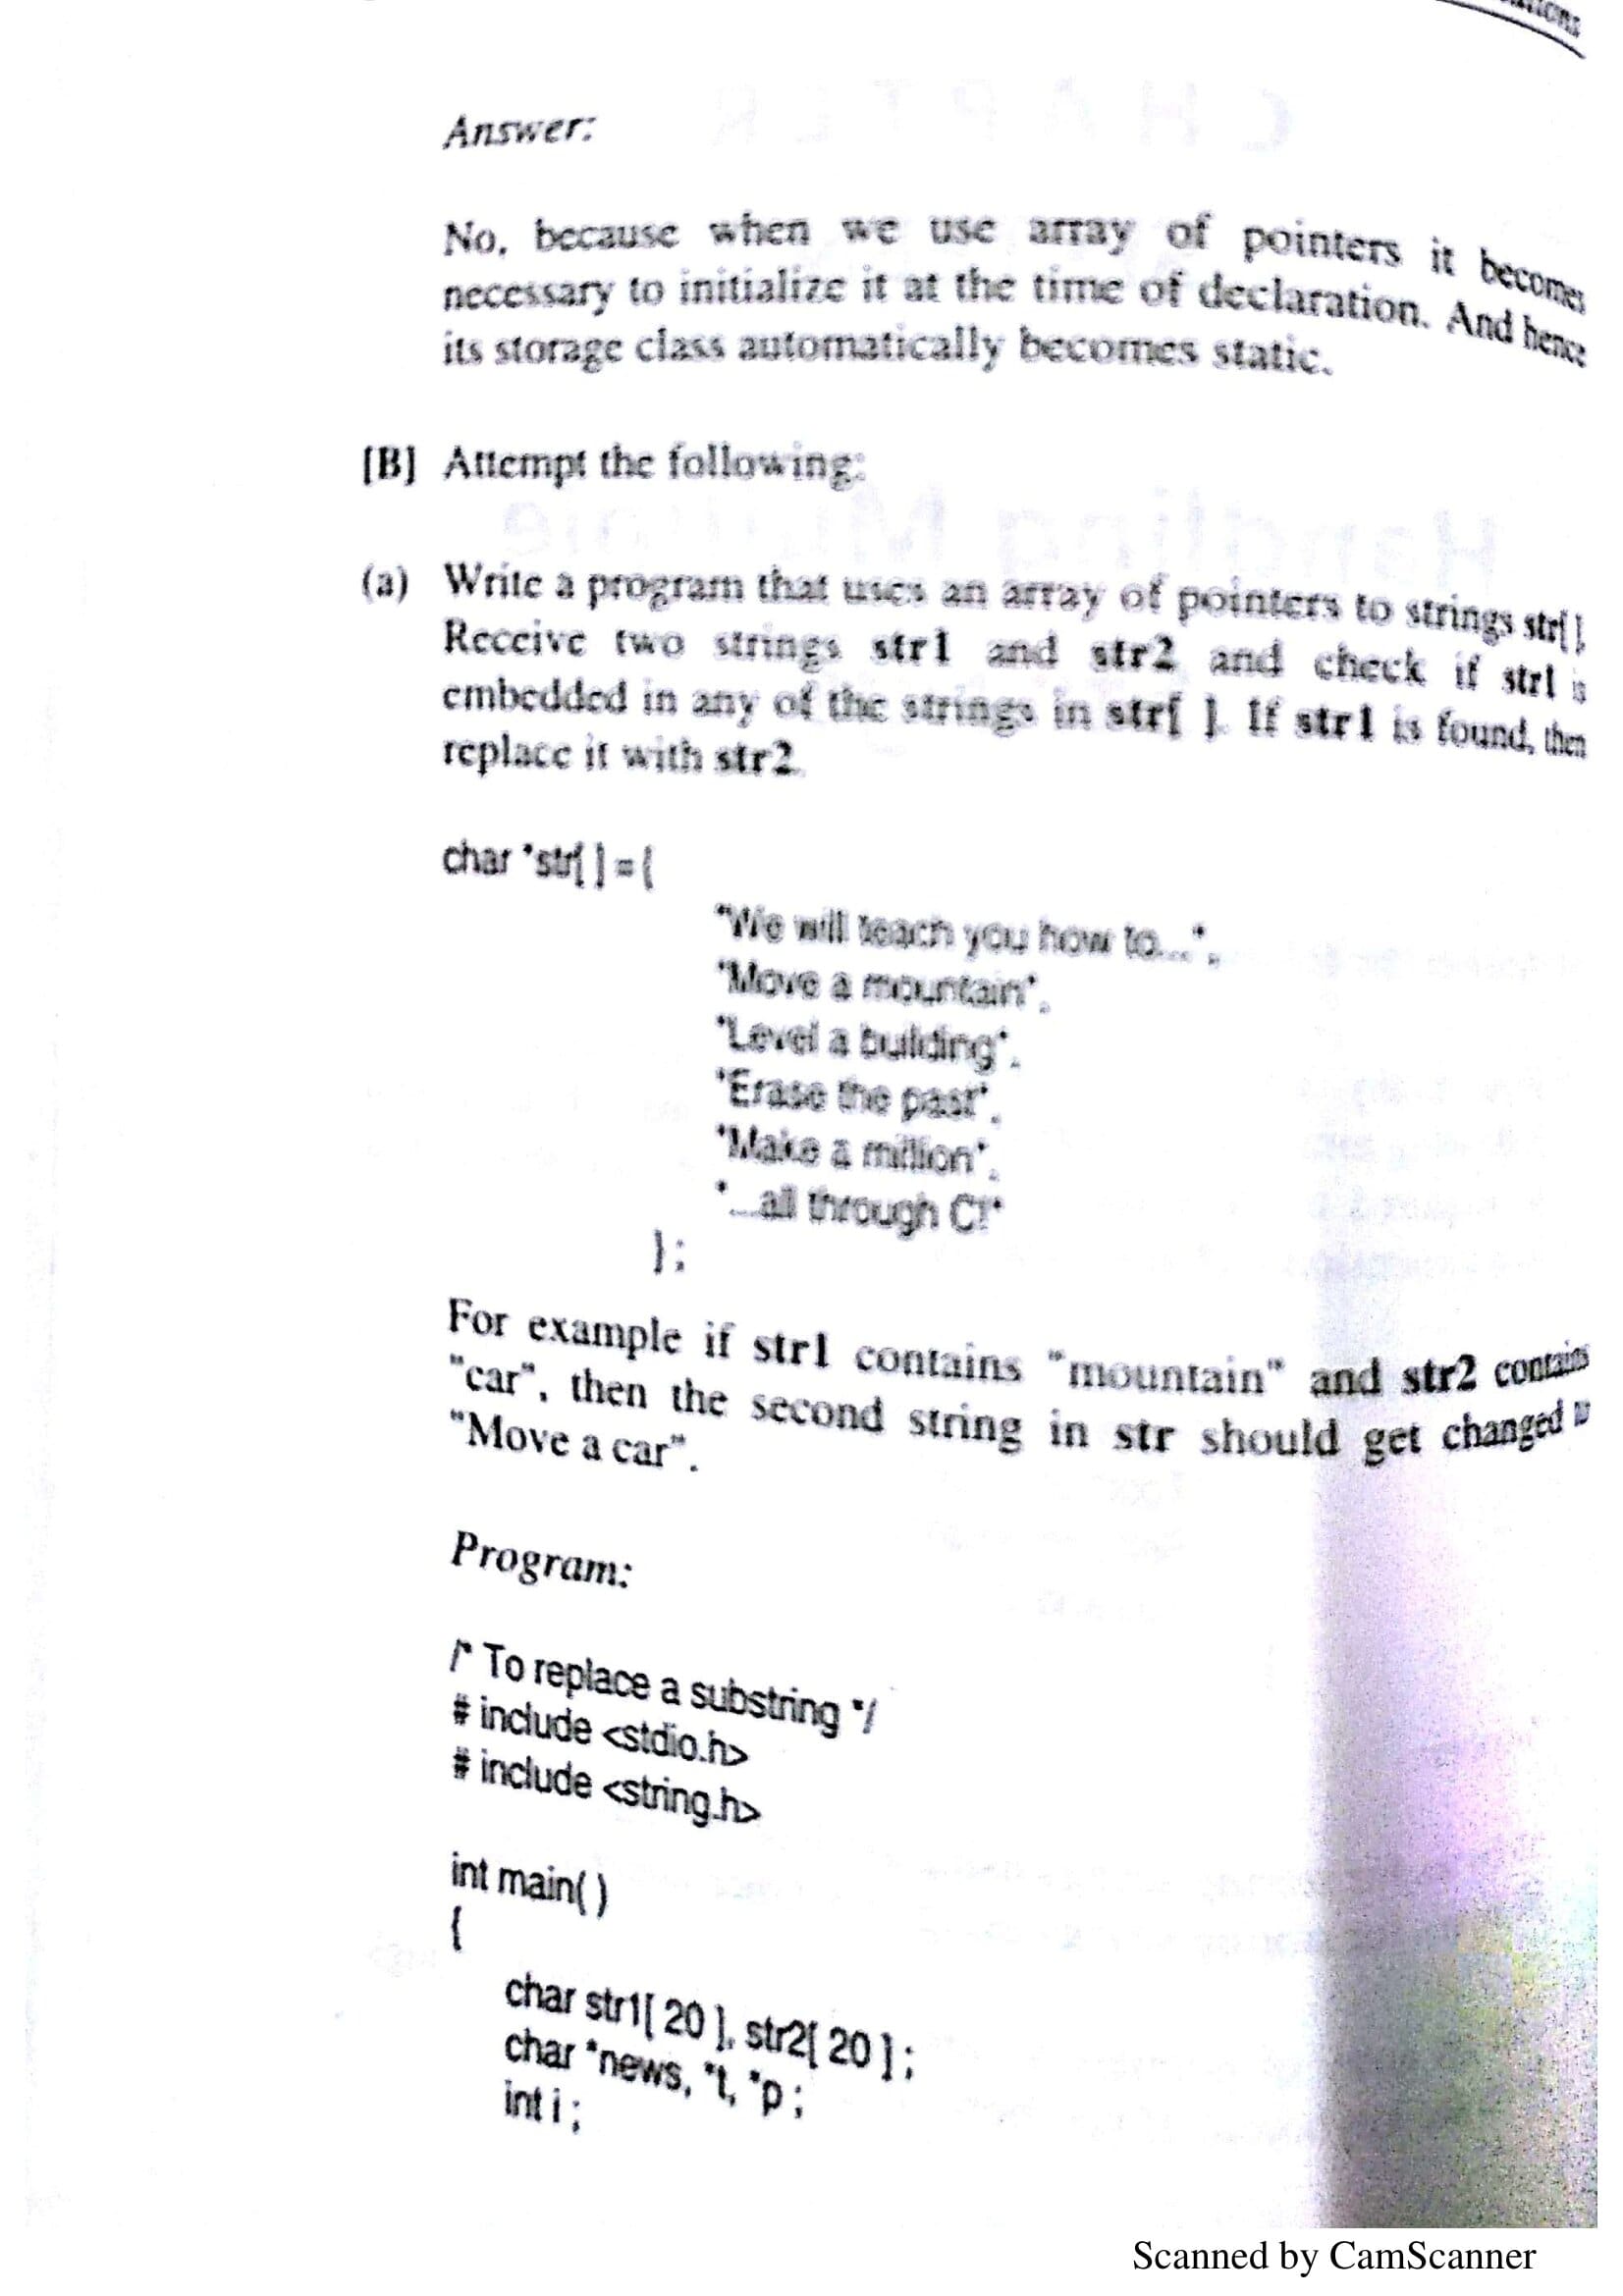 Answer:
No, because when we use array of pointers it becomes
necessary to initialize it at the time of declaration. And hence
its storage class automatically becomes static.
[B] Attempt the following:
(a) Write a program that uses an array of pointers to strings str[ ].
Receive two strings str1 and str2 and check if str1 is
embedded in any of the strings in str[ ]. If str1 is found, then
replace it with str2.
char *str[ ] = {
"We will teach you how to...",
"Move a mountain",
"Level a building",
"Erase the past",
"Make a million",
"...all through C!"
} ;
For example if str1 contains "mountain" and str2 contains
"car", then the second string in str should get changed to
"Move a car".
Program:
/* To replace a substring */
# include <stdio.h>
# include <string.h>
int main( )
{
char str1[ 20 ], str2[ 20 ] ;
char *news, *t, *p ;
int i ;
Scanned by CamScanner